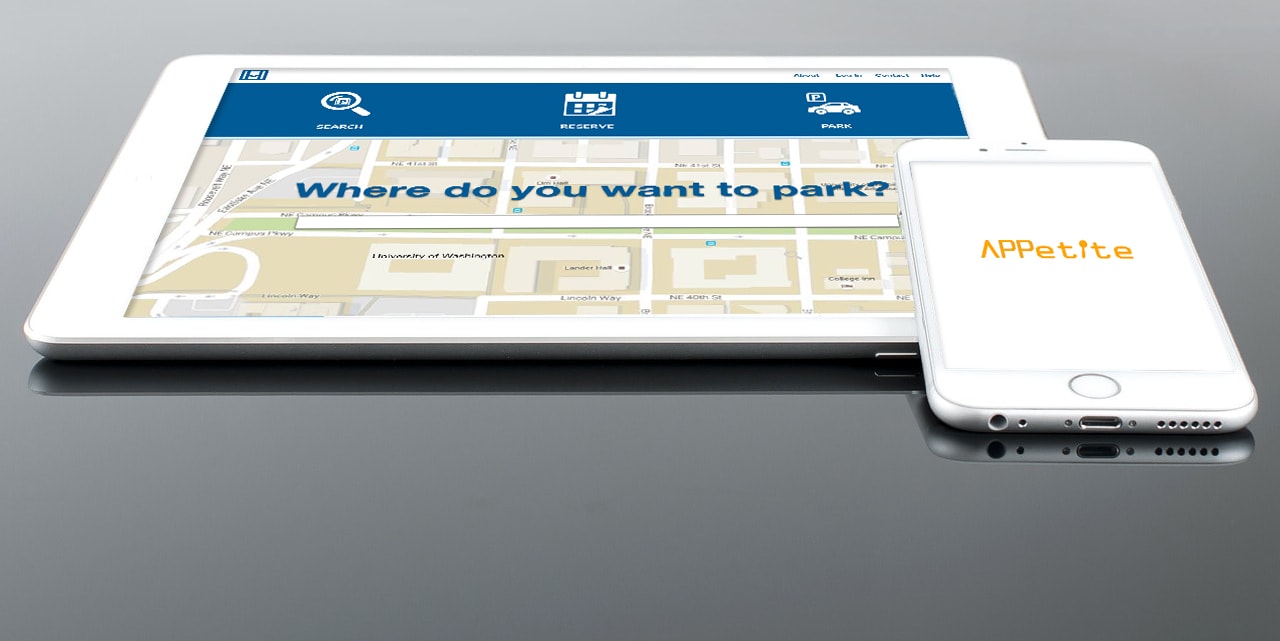 About Log In Contact Help
SEARCH RESERVE P PARK
NE 41st St NE 41st St
Roosevelt Way NE
Eastlake Ave
Where do you want to park?
NE Campus Pkwy
NE Campus Pkwy
NE Campu
University of Washington
Lander Hall
College Inn
Lincoln Way Lincoln Way NE 40th St NE
APPetite